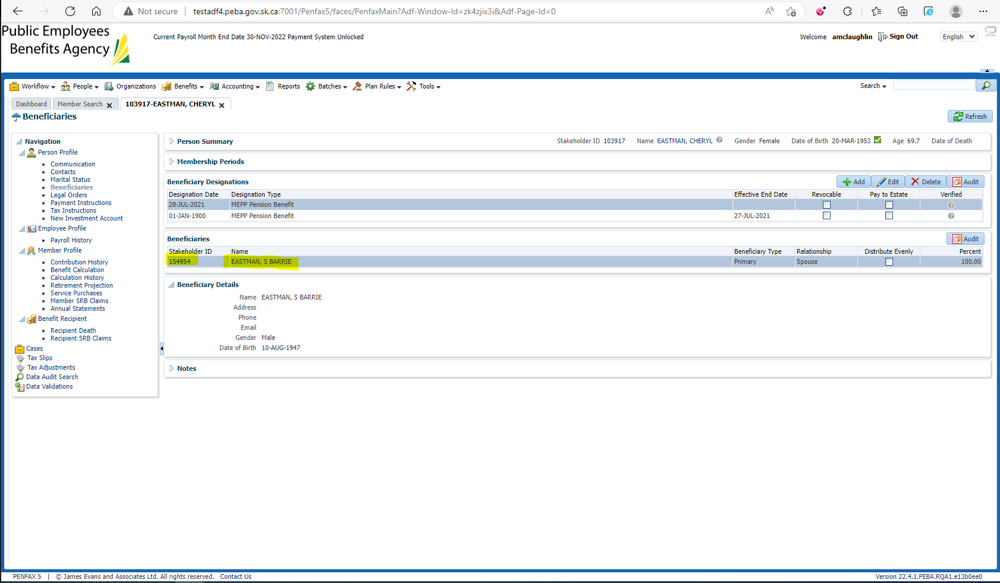 Not secure | testadf4.peba.gov.sk.ca:7001/Penfax5/faces/PenfaxMain?Adf-Window-Id=zk4zjix3i&Adf-Page-Id=0
Public Employees
Benefits Agency
Current Payroll Month End Date 30-NOV-2022 Payment System Unlocked
Welcome amclaughlin Sign Out English
Workflow People Organizations Benefits Accounting Reports Batches Plan Rules Tools Search
Dashboard Member Search 103917-EASTMAN, CHERYL
Beneficiaries Refresh
Navigation
Person Profile
Communication
Contacts
Marital Status
Beneficiaries
Legal Orders
Payment Instructions
Tax Instructions
New Investment Account
Employee Profile
Payroll History
Member Profile
Contribution History
Benefit Calculation
Calculation History
Retirement Projection
Service Purchases
Member SRB Claims
Annual Statements
Benefit Recipient
Recipient Death
Recipient SRB Claims
Cases
Tax Slips
Tax Adjustments
Data Audit Search
Data Validations
Person Summary Stakeholder ID 103917 Name EASTMAN, CHERYL Gender Female Date of Birth 20-MAR-1953 Age 69.7 Date of Death
Membership Periods
Beneficiary Designations Add Edit Delete Audit
Designation Date Designation Type Effective End Date Revocable Pay to Estate Verified
28-JUL-2021 MEPP Pension Benefit
01-JAN-1900 MEPP Pension Benefit 27-JUL-2021
Beneficiaries Audit
Stakeholder ID Name Beneficiary Type Relationship Distribute Evenly Percent
154954 EASTMAN, S BARRIE Primary Spouse 100.00
Beneficiary Details
Name EASTMAN, S BARRIE
Address
Phone
Email
Gender Male
Date of Birth 10-AUG-1947
Notes
PENFAX 5 | © James Evans and Associates Ltd. All rights reserved. Contact Us Version 22.4.1.PEBA.RQA1.e13b0ee0